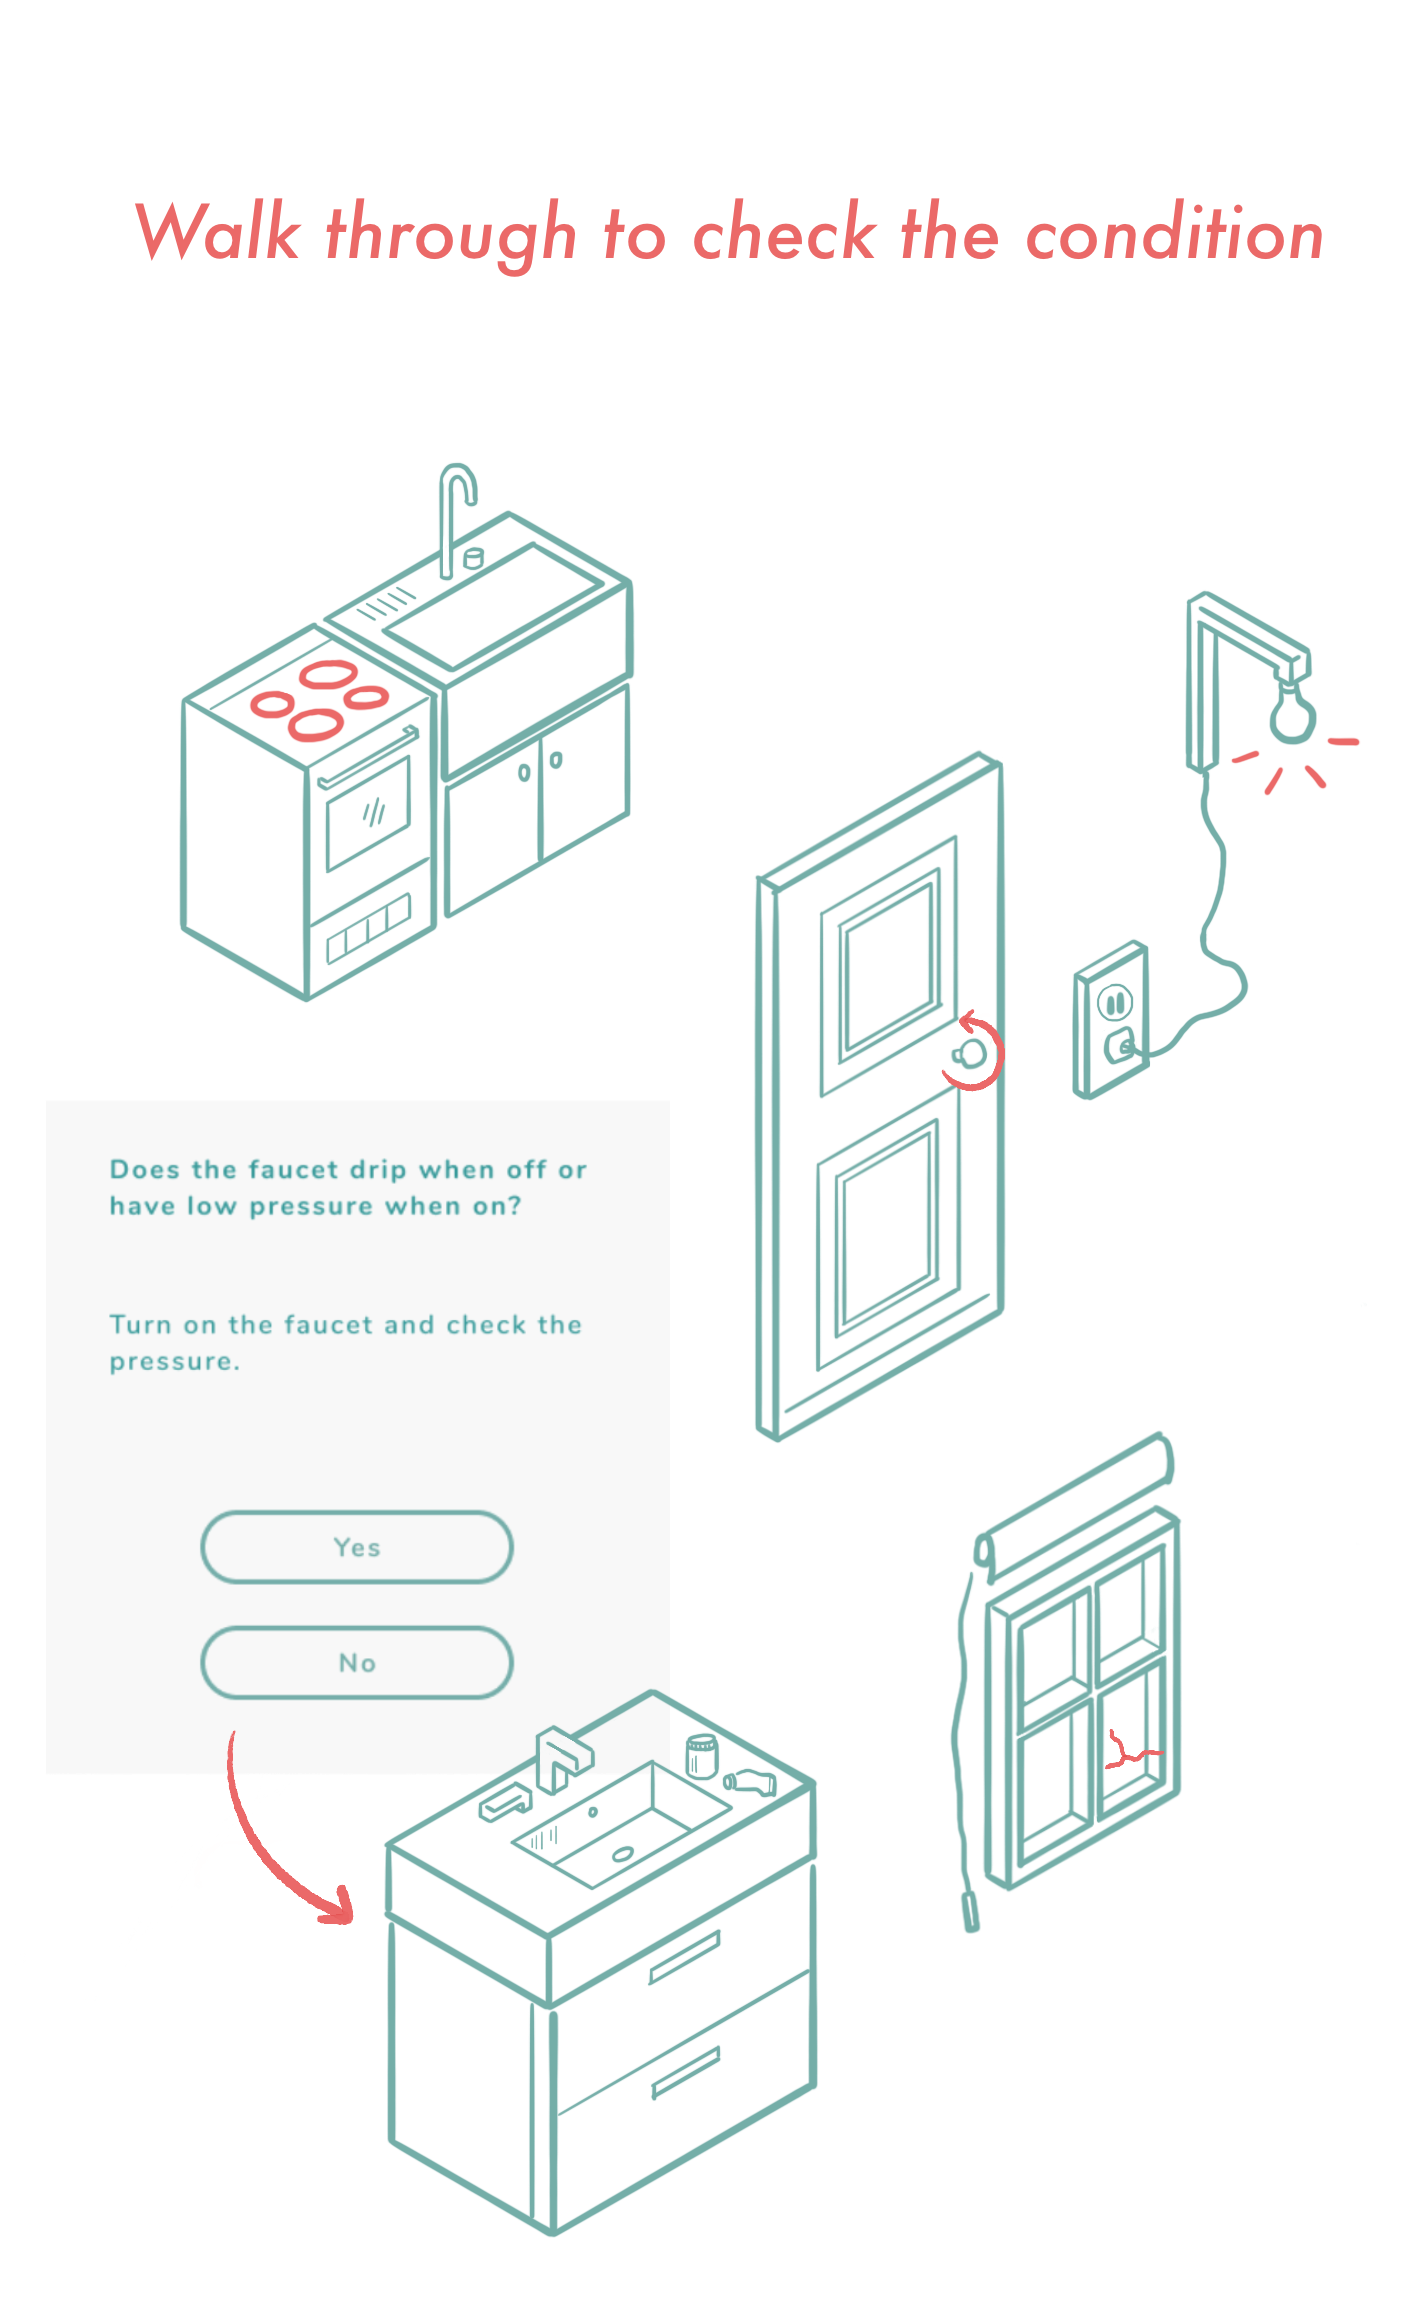 Walk through to check the condition
Does the faucet drip when off or
have low pressure when on?
Turn on the faucet and check the
pressure.
Yes
No